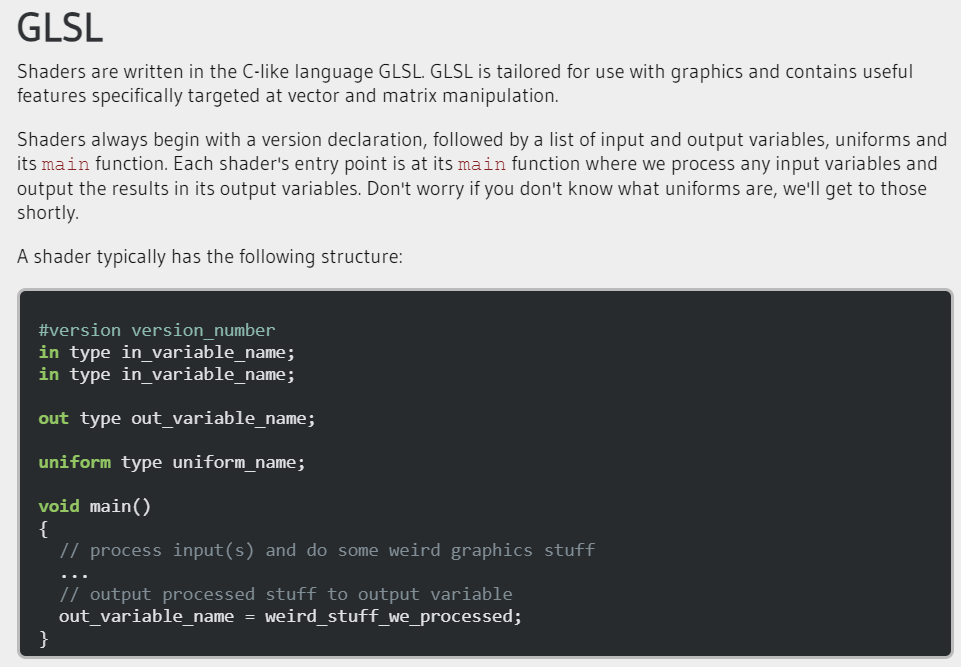 GLSL
Shaders are written in the C-like language GLSL. GLSL is tailored for use with graphics and contains useful
features specifically targeted at vector and matrix manipulation.
Shaders always begin with a version declaration, followed by a list of input and output variables, uniforms and
its main function. Each shader's entry point is at its main function where we process any input variables and
output the results in its output variables. Don't worry if you don't know what uniforms are, we'll get to those
shortly.
A shader typically has the following structure:
#version version_number
in type in_variable_name;
in type in_variable_name;
out type out_variable_name;
uniform type uniform_name;
void main()
{
  // process input(s) and do some weird graphics stuff
  ...
  // output processed stuff to output variable
  out_variable_name = weird_stuff_we_processed;
}